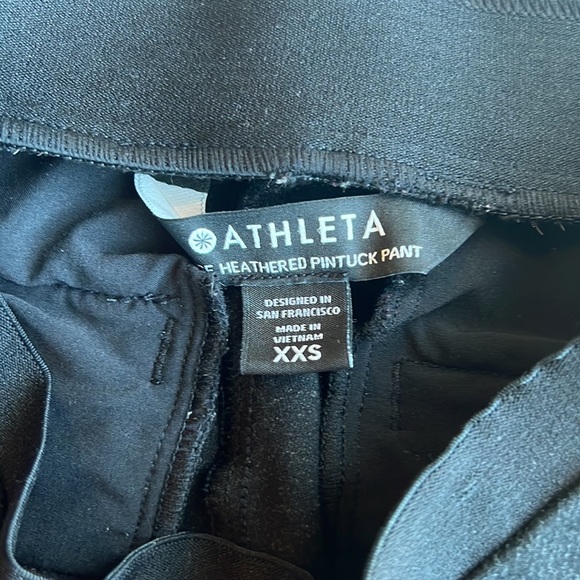 ATHLETA
HEATHERED PINTUCK PANT
DESIGNED IN
SAN FRANCISCO
MADE IN
VIETNAM
XXS